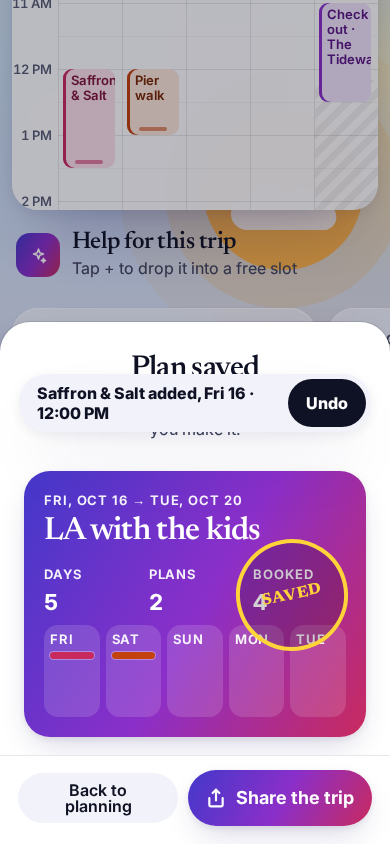 11 AM
Check
out ·
The
Tidewa
12 PM
Saffron
& Salt
Pier
walk
1 PM
2 PM
Help for this trip
Tap + to drop it into a free slot
Plan saved
Saffron & Salt added, Fri 16 ·
12:00 PM
Undo
you make it.
FRI, OCT 16 → TUE, OCT 20
LA with the kids
DAYS
PLANS
BOOKED
5
2
4
SAVED
FRI
SAT
SUN
MON
TUE
Back to
planning
Share the trip